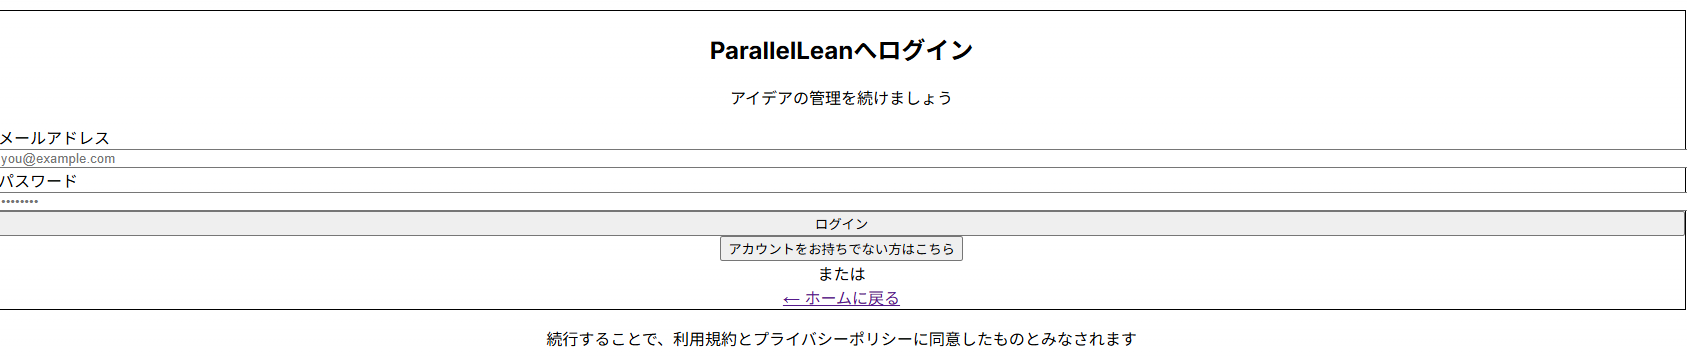 ParallelLeanへログイン
アイデアの管理を続けましょう
メールアドレス
you@example.com
パスワード
••••••••
ログイン
アカウントをお持ちでない方はこちら
または
← ホームに戻る
続行することで、利用規約とプライバシーポリシーに同意したものとみなされます